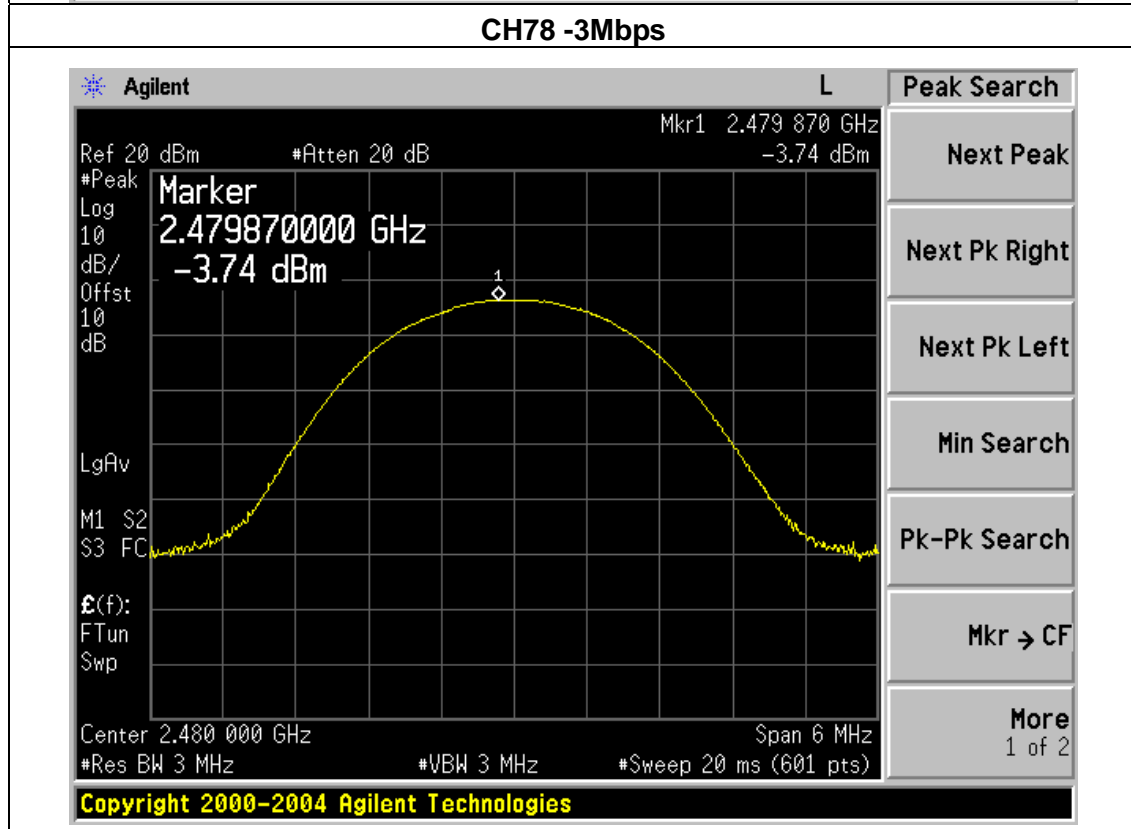 CH78 -3Mbps
Agilent
L
Peak Search
Mkr1 2.479 870 GHz
Ref 20 dBm #Atten 20 dB -3.74 dBm
#Peak
Log
10
dB/
Offst
10
dB
Marker
2.479870000 GHz
-3.74 dBm
1
LgAv
M1 S2
S3 FC
£(f):
FTun
Swp
Center 2.480 000 GHz Span 6 MHz
#Res BW 3 MHz #VBW 3 MHz #Sweep 20 ms (601 pts)
Next Peak
Next Pk Right
Next Pk Left
Min Search
Pk-Pk Search
Mkr → CF
More
1 of 2
Copyright 2000-2004 Agilent Technologies